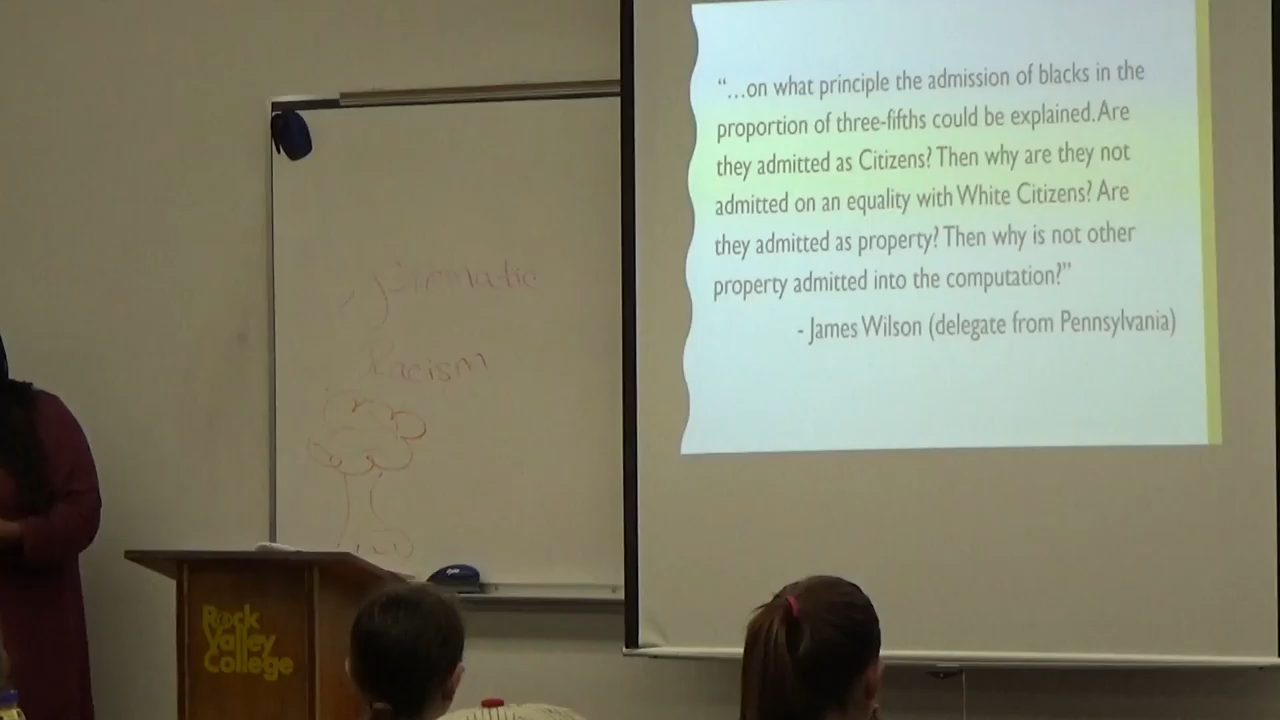 “...on what principle the admission of blacks in the
proportion of three-fifths could be explained. Are
they admitted as Citizens? Then why are they not
admitted on an equality with White Citizens? Are
they admitted as property? Then why is not other
property admitted into the computation?”
- James Wilson (delegate from Pennsylvania)
Systematic
Racism
Rock
Valley
College